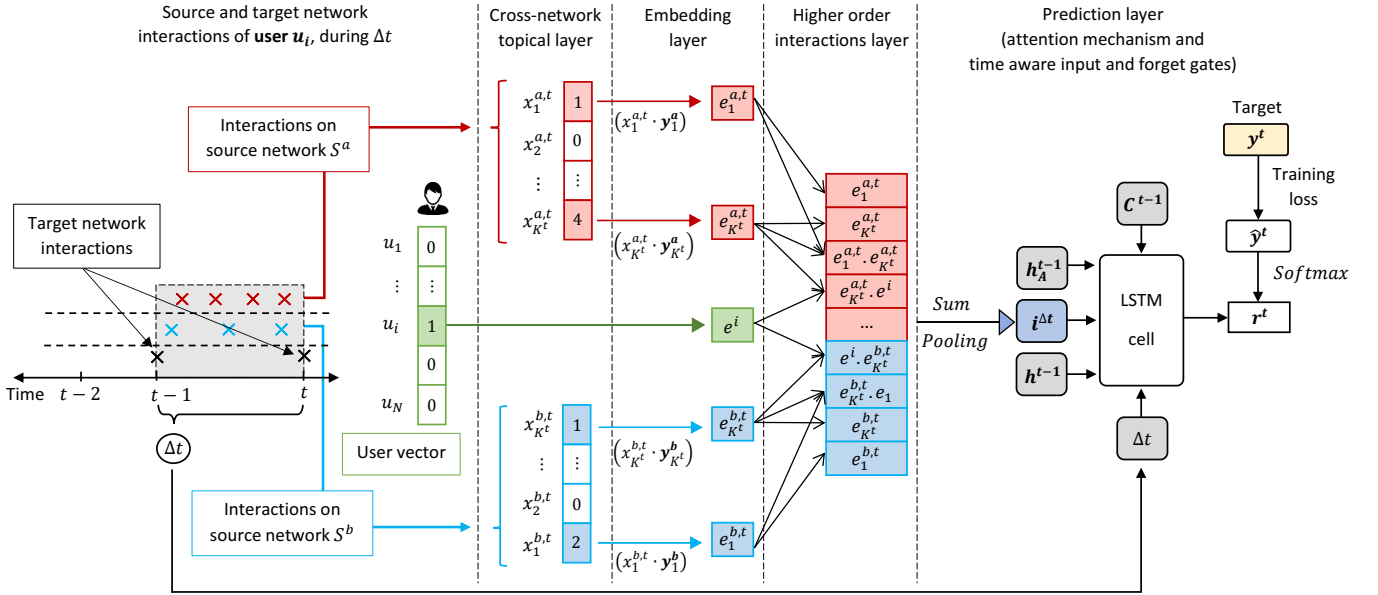 Source and target network
interactions of user u_i, during Δt
Cross-network
topical layer
Embedding
layer
Higher order
interactions layer
Prediction layer
(attention mechanism and
time aware input and forget gates)
Interactions on
source network S^a
Target network
interactions
Time
t − 2
t − 1
t
Δt
Interactions on
source network S^b
u_1
0
⋮
⋮
u_i
1
0
u_N
0
User vector
x_1^{a,t}
1
x_2^{a,t}
0
⋮
⋮
x_{K^t}^{a,t}
4
x_{K^t}^{b,t}
1
⋮
⋮
x_2^{b,t}
0
x_1^{b,t}
2
(x_1^{a,t} · y_1^a)
(x_{K^t}^{a,t} · y_{K^t}^a)
(x_{K^t}^{b,t} · y_{K^t}^b)
(x_1^{b,t} · y_1^b)
e_1^{a,t}
e_{K^t}^{a,t}
e^i
e_{K^t}^{b,t}
e_1^{b,t}
e_1^{a,t}
e_{K^t}^{a,t}
e_1^{a,t}. e_{K^t}^{a,t}
e_{K^t}^{a,t}. e^i
...
e^i. e_{K^t}^{b,t}
e_{K^t}^{b,t}. e_1
e_{K^t}^{b,t}
e_1^{b,t}
Sum
Pooling
C^{t−1}
h_A^{t−1}
i^{Δt}
h^{t−1}
LSTM
cell
Δt
Target
y^t
Training
loss
ŷ^t
Softmax
r^t